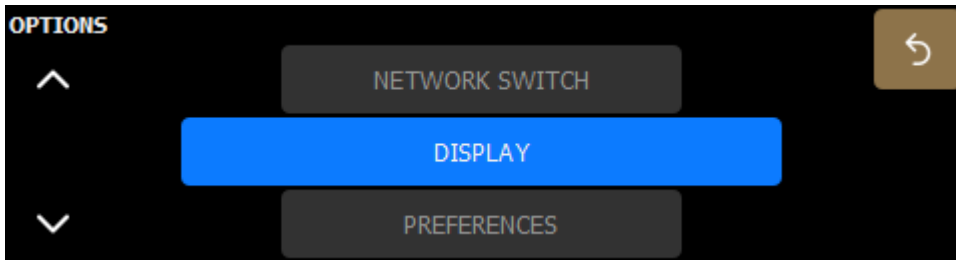 OPTIONS
NETWORK SWITCH
DISPLAY
PREFERENCES